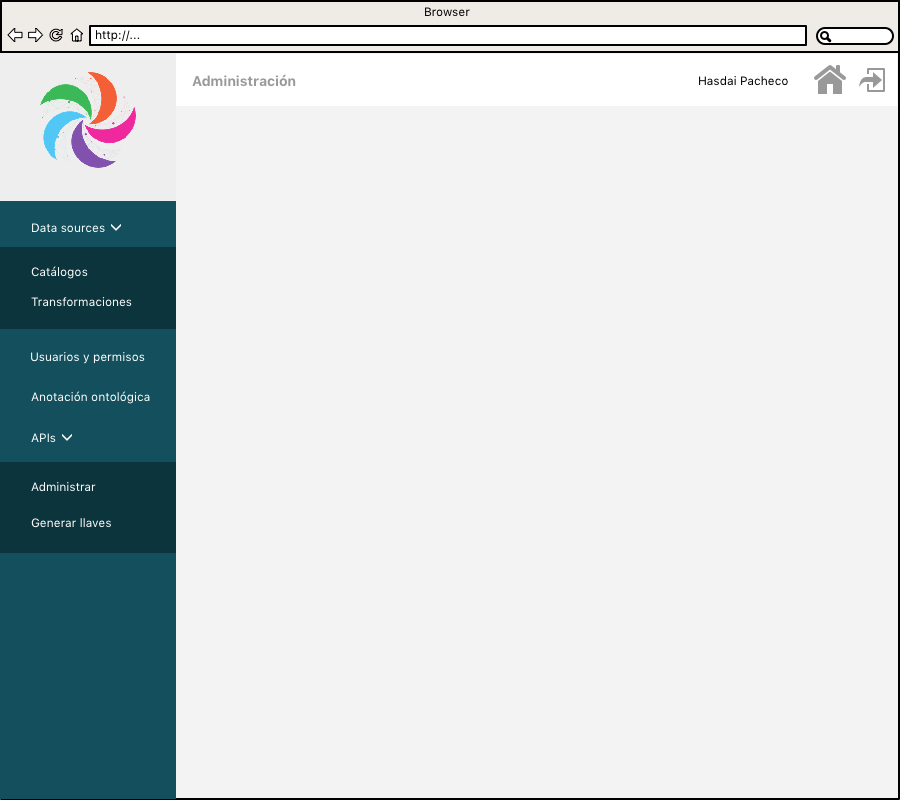 Browser
http://...
Administración
Hasdai Pacheco
Data sources
Catálogos
Transformaciones
Usuarios y permisos
Anotación ontológica
APIs
Administrar
Generar llaves